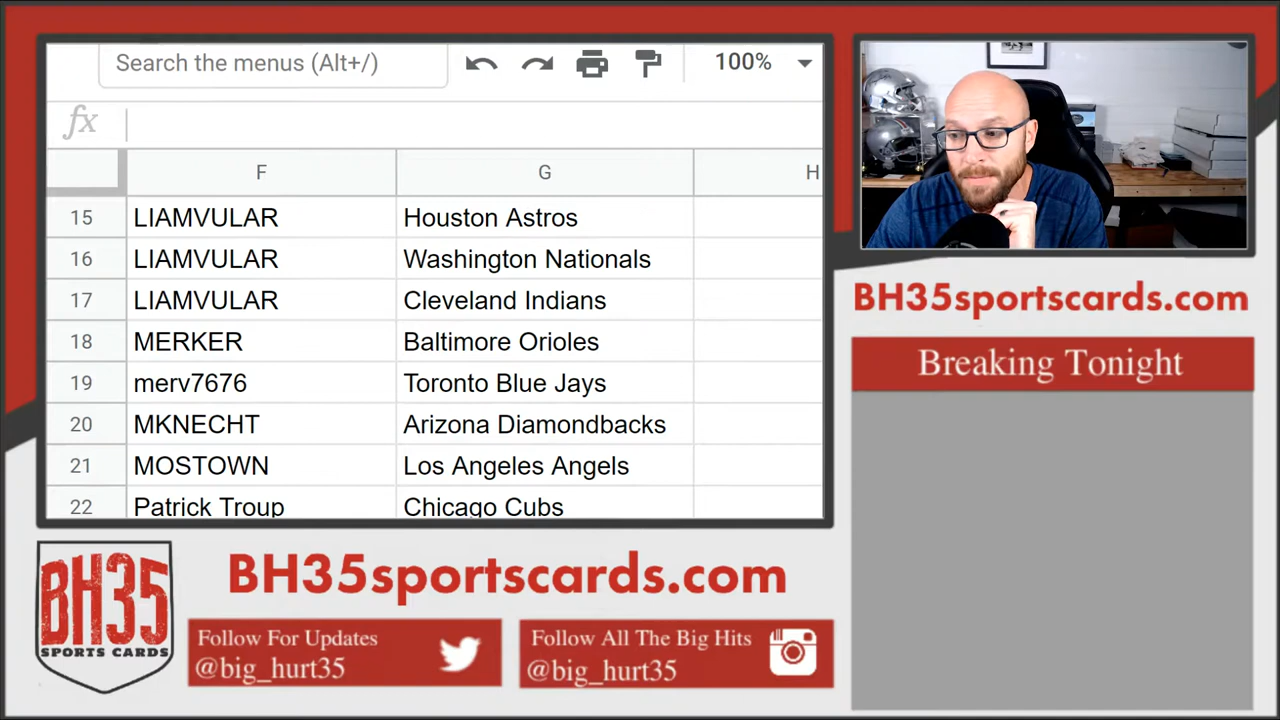 Search the menus (Alt+/)
100%
fx
F G H
15 LIAMVULAR Houston Astros
16 LIAMVULAR Washington Nationals
17 LIAMVULAR Cleveland Indians
18 MERKER Baltimore Orioles
19 merv7676 Toronto Blue Jays
20 MKNECHT Arizona Diamondbacks
21 MOSTOWN Los Angeles Angels
22 Patrick Troup Chicago Cubs
BH35sportscards.com
Breaking Tonight
BH35
SPORTS CARDS
BH35sportscards.com
Follow For Updates
@big_hurt35
Follow All The Big Hits
@big_hurt35